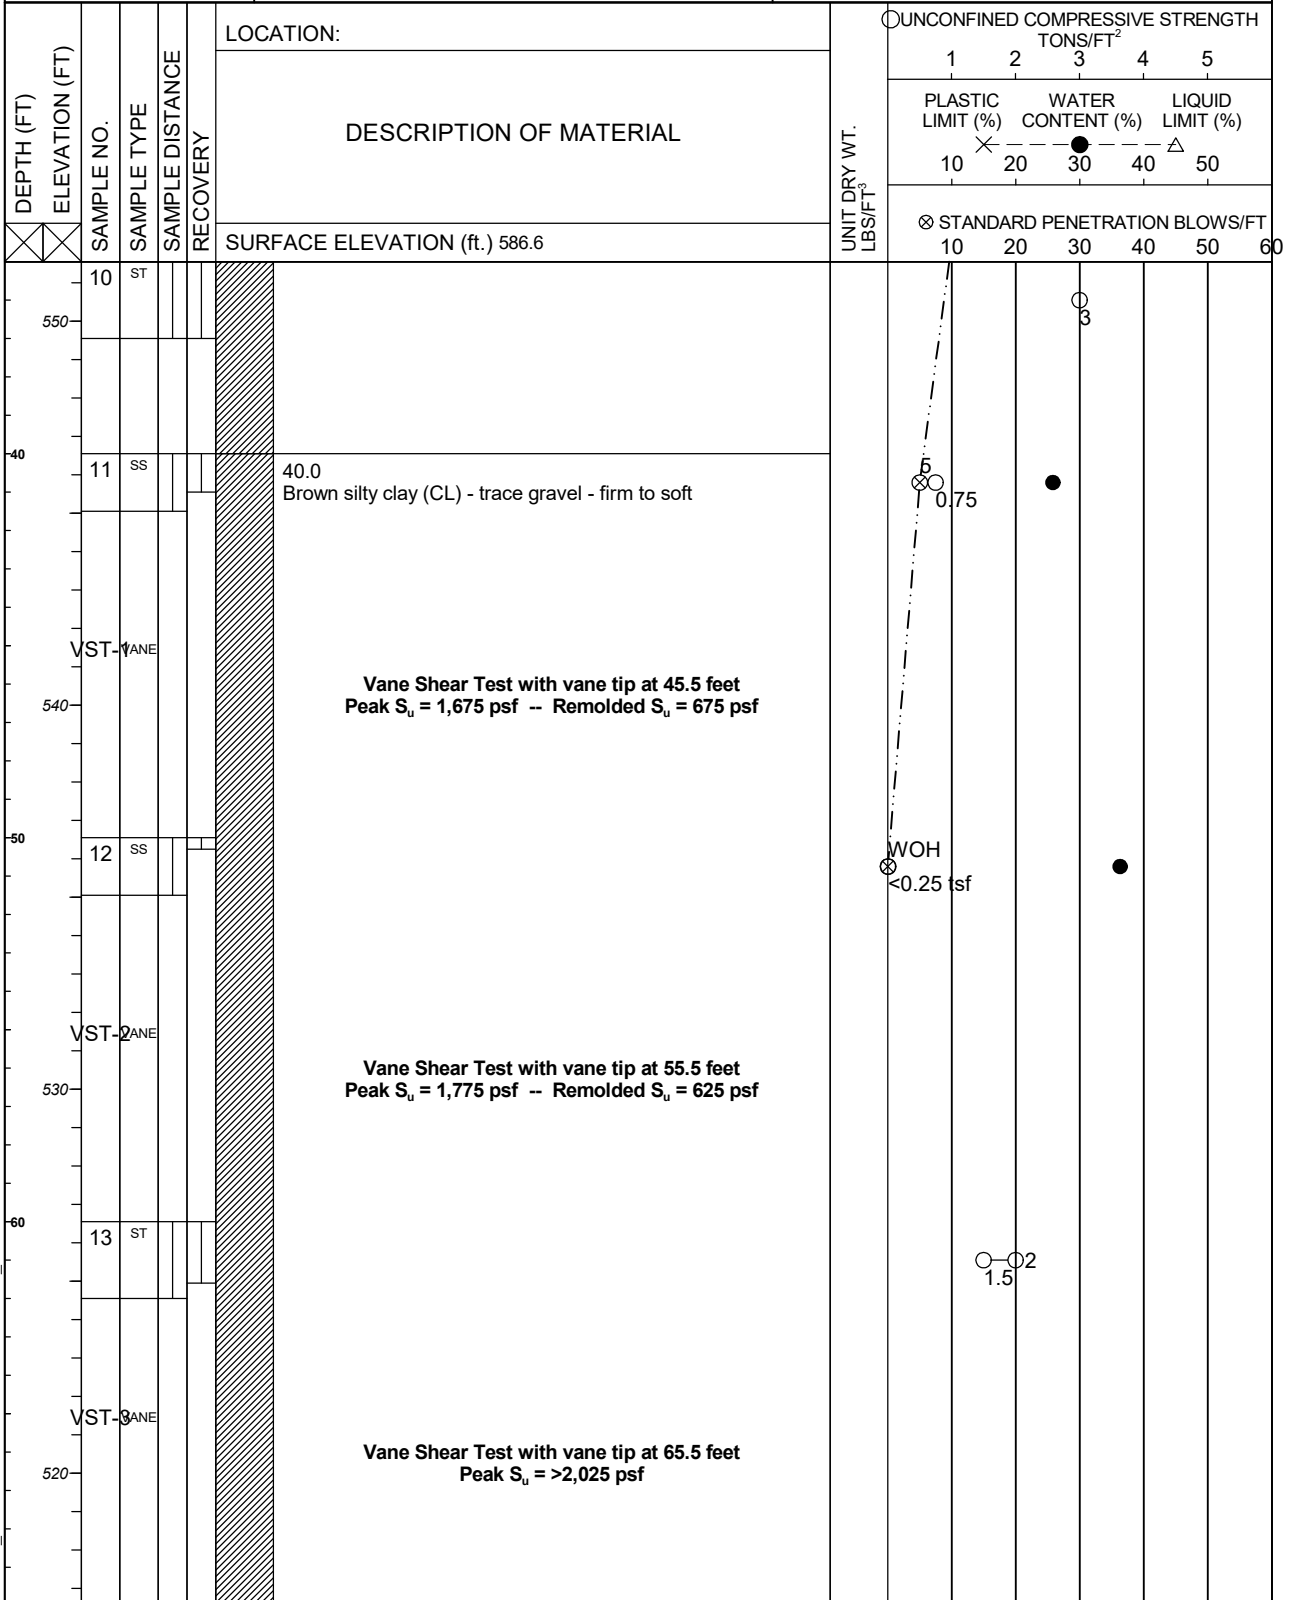 DEPTH (FT)
ELEVATION (FT)
SAMPLE NO.
SAMPLE TYPE
SAMPLE DISTANCE
RECOVERY
LOCATION:
DESCRIPTION OF MATERIAL
SURFACE ELEVATION (ft.) 586.6
UNIT DRY WT.
LBS/FT³
UNCONFINED COMPRESSIVE STRENGTH
TONS/FT²
1 2 3 4 5
PLASTIC LIMIT (%)
WATER CONTENT (%)
LIQUID LIMIT (%)
10 20 30 40 50
STANDARD PENETRATION BLOWS/FT
10 20 30 40 50 60
10 ST
3
550
40
11 SS
40.0
Brown silty clay (CL) - trace gravel - firm to soft
5
0.75
VST-1 VANE
Vane Shear Test with vane tip at 45.5 feet
540
Peak Su = 1,675 psf -- Remolded Su = 675 psf
50
12 SS
WOH
<0.25 tsf
VST-2 VANE
Vane Shear Test with vane tip at 55.5 feet
530
Peak Su = 1,775 psf -- Remolded Su = 625 psf
60
13 ST
2
1.5
VST-3 VANE
Vane Shear Test with vane tip at 65.5 feet
520
Peak Su = >2,025 psf